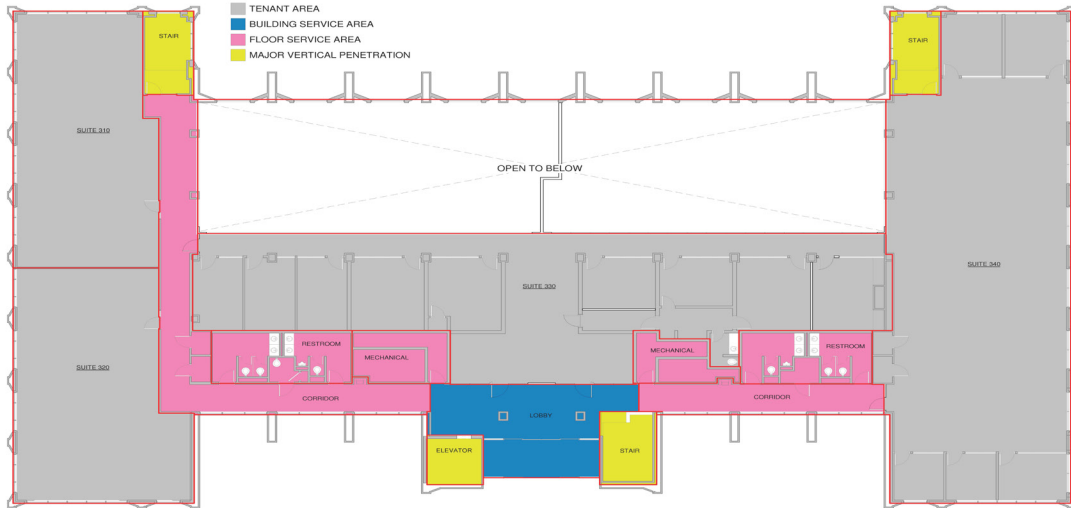 TENANT AREA
BUILDING SERVICE AREA
FLOOR SERVICE AREA
MAJOR VERTICAL PENETRATION
STAIR
STAIR
SUITE 310
OPEN TO BELOW
SUITE 340
SUITE 330
RESTROOM
MECHANICAL
MECHANICAL
RESTROOM
SUITE 320
CORRIDOR
CORRIDOR
LOBBY
ELEVATOR
STAIR